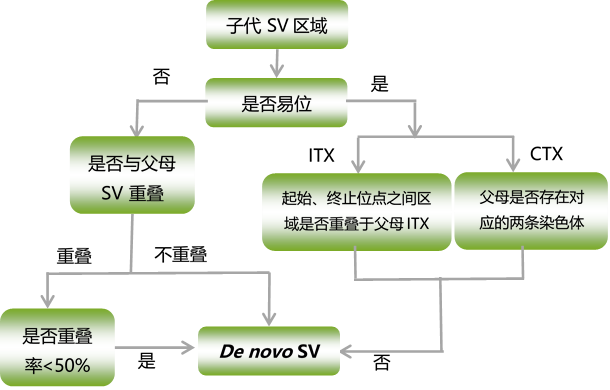 子代 SV 区域
否
是否易位
是
ITX
CTX
是否与父母
SV 重叠
起始、终止位点之间区
域是否重叠于父母 ITX
父母是否存在对
应的两条染色体
重叠
不重叠
是否重叠
率<50%
是
De novo SV
否